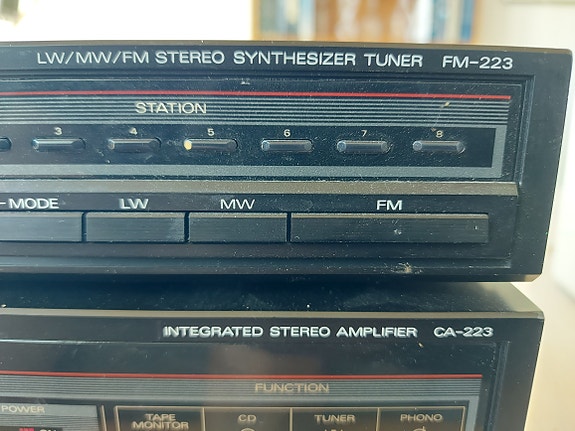 LW/MW/FM STEREO SYNTHESIZER TUNER FM-223
STATION
3 4 5 6 7 8
-MODE LW MW FM
INTEGRATED STEREO AMPLIFIER CA-223
FUNCTION
POWER
TAPE MONITOR CD TUNER PHONO
ON